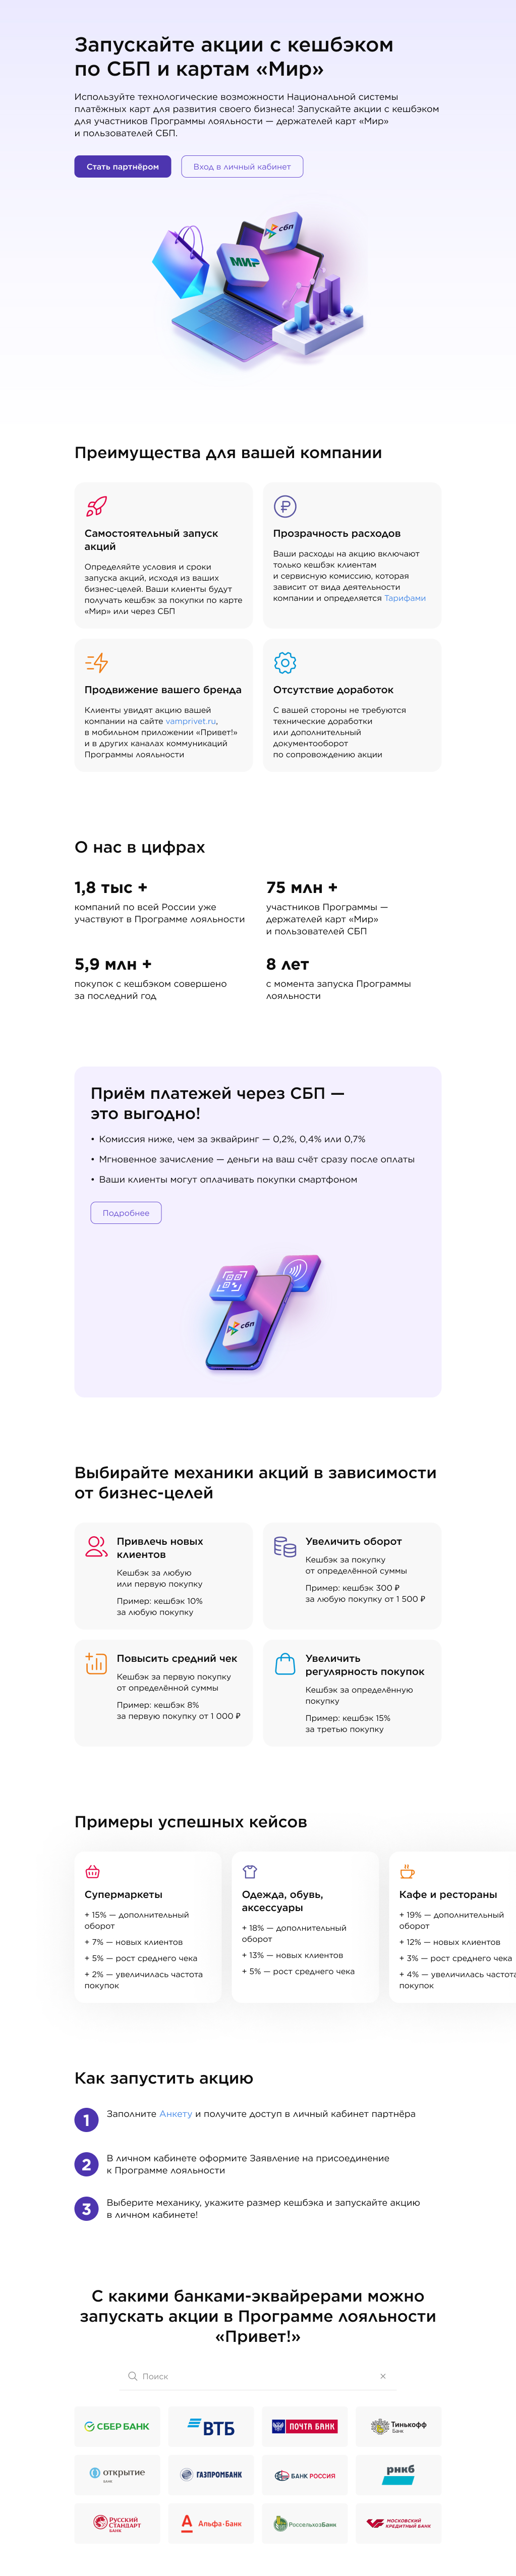 Запускайте акции с кешбэком
по СБП и картам «Мир»
Используйте технологические возможности Национальной системы
платёжных карт для развития своего бизнеса! Запускайте акции с кешбэком
для участников Программы лояльности — держателей карт «Мир»
и пользователей СБП.
Стать партнёром
Вход в личный кабинет
сбп
МИР
Преимущества для вашей компании
Самостоятельный запуск
акций
Определяйте условия и сроки
запуска акций, исходя из ваших
бизнес-целей. Ваши клиенты будут
получать кешбэк за покупки по карте
«Мир» или через СБП
Прозрачность расходов
Ваши расходы на акцию включают
только кешбэк клиентам
и сервисную комиссию, которая
зависит от вида деятельности
компании и определяется Тарифами
Продвижение вашего бренда
Клиенты увидят акцию вашей
компании на сайте vamprivet.ru,
в мобильном приложении «Привет!»
и в других каналах коммуникаций
Программы лояльности
Отсутствие доработок
С вашей стороны не требуются
технические доработки
или дополнительный
документооборот
по сопровождению акции
О нас в цифрах
1,8 тыс +
компаний по всей России уже
участвуют в Программе лояльности
75 млн +
участников Программы —
держателей карт «Мир»
и пользователей СБП
5,9 млн +
покупок с кешбэком совершено
за последний год
8 лет
с момента запуска Программы
лояльности
Приём платежей через СБП —
это выгодно!
• Комиссия ниже, чем за эквайринг — 0,2%, 0,4% или 0,7%
• Мгновенное зачисление — деньги на ваш счёт сразу после оплаты
• Ваши клиенты могут оплачивать покупки смартфоном
Подробнее
сбп
Выбирайте механики акций в зависимости
от бизнес-целей
Привлечь новых
клиентов
Кешбэк за любую
или первую покупку
Пример: кешбэк 10%
за любую покупку
Увеличить оборот
Кешбэк за покупку
от определённой суммы
Пример: кешбэк 300 ₽
за любую покупку от 1 500 ₽
Повысить средний чек
Кешбэк за первую покупку
от определённой суммы
Пример: кешбэк 8%
за первую покупку от 1 000 ₽
Увеличить
регулярность покупок
Кешбэк за определённую
покупку
Пример: кешбэк 15%
за третью покупку
Примеры успешных кейсов
Супермаркеты
+ 15% — дополнительный
оборот
+ 7% — новых клиентов
+ 5% — рост среднего чека
+ 2% — увеличилась частота
покупок
Одежда, обувь,
аксессуары
+ 18% — дополнительный
оборот
+ 13% — новых клиентов
+ 5% — рост среднего чека
Кафе и рестораны
+ 19% — дополнительный
оборот
+ 12% — новых клиентов
+ 3% — рост среднего чека
+ 4% — увеличилась частота
покупок
Как запустить акцию
1
Заполните Анкету и получите доступ в личный кабинет партнёра
2
В личном кабинете оформите Заявление на присоединение
к Программе лояльности
3
Выберите механику, укажите размер кешбэка и запускайте акцию
в личном кабинете!
С какими банками-эквайрерами можно
запускать акции в Программе лояльности
«Привет!»
Поиск
СБЕР БАНК
ВТБ
ПОЧТА БАНК
Тинькофф
Банк
открытие
банк
ГАЗПРОМБАНК
БАНК РОССИЯ
рнкб
Русский
Стандарт
Банк
Альфа·Банк
РоссельхозБанк
МОСКОВСКИЙ
КРЕДИТНЫЙ БАНК